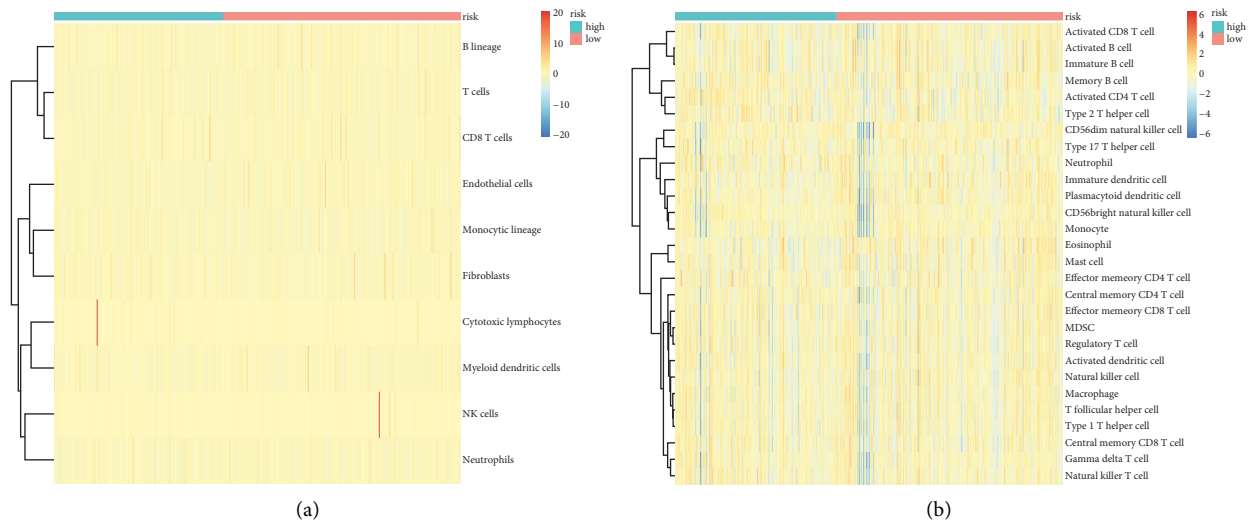 risk
B lineage
T cells
CD8 T cells
Endothelial cells
Monocytic lineage
Fibroblasts
Cytotoxic lymphocytes
Myeloid dendritic cells
NK cells
Neutrophils
20
10
0
−10
−20
risk
high
low
(a)
risk
Activated CD8 T cell
Activated B cell
Immature B cell
Memory B cell
Activated CD4 T cell
Type 2 T helper cell
CD56dim natural killer cell
Type 17 T helper cell
Neutrophil
Immature dendritic cell
Plasmacytoid dendritic cell
CD56bright natural killer cell
Monocyte
Eosinophil
Mast cell
Effector memeory CD4 T cell
Central memory CD4 T cell
Effector memeory CD8 T cell
MDSC
Regulatory T cell
Activated dendritic cell
Natural killer cell
Macrophage
T follicular helper cell
Type 1 T helper cell
Central memory CD8 T cell
Gamma delta T cell
Natural killer T cell
6
4
2
0
−2
−4
−6
risk
high
low
(b)